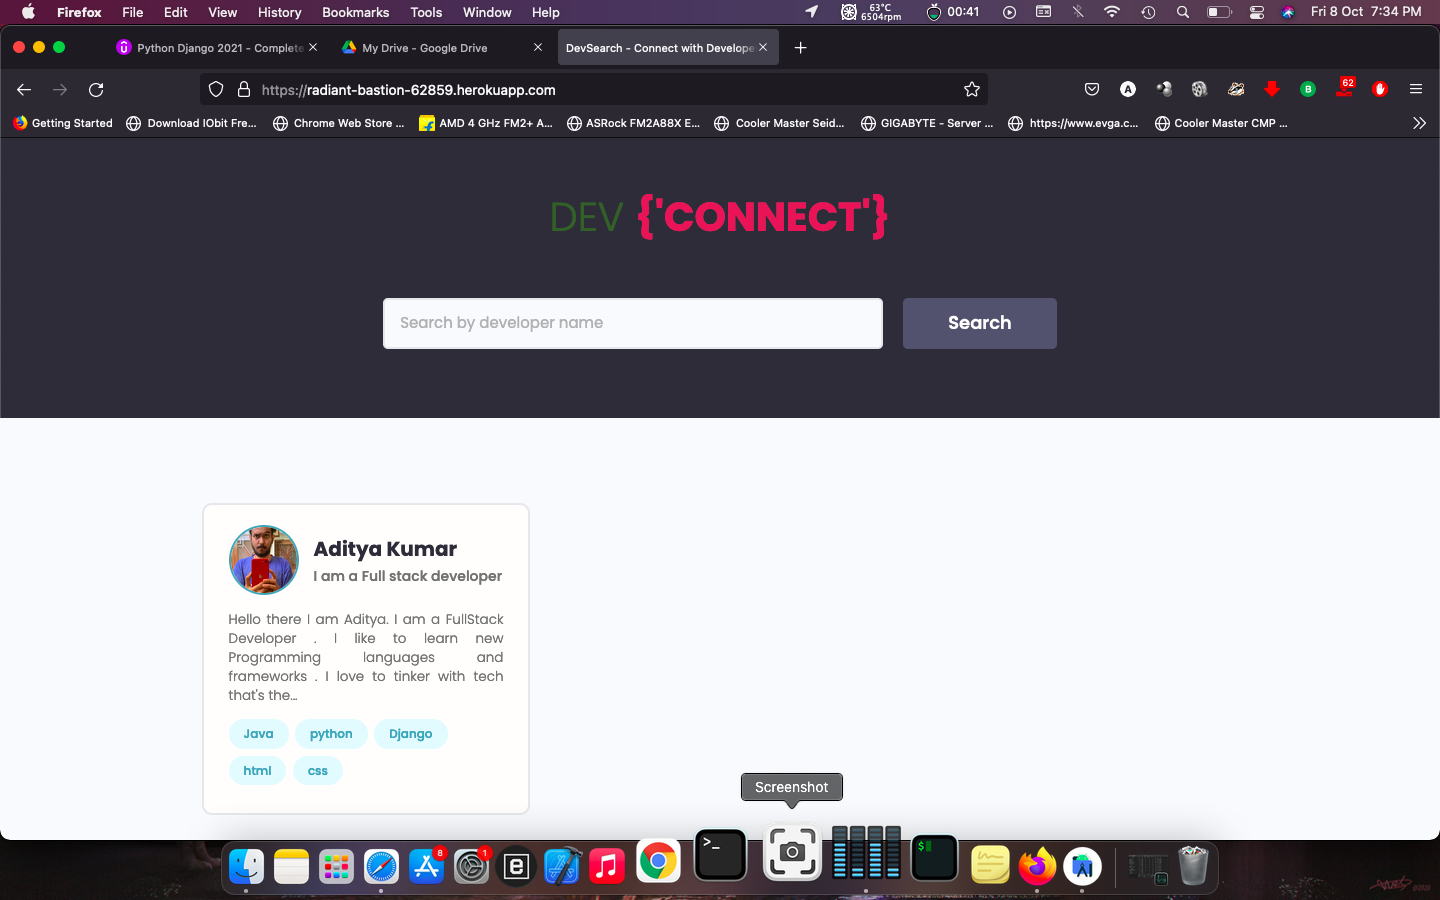 Firefox File Edit View History Bookmarks Tools Window Help 63°C 6504rpm 00:41 Fri 8 Oct 7:34 PM
Python Django 2021 - Complete My Drive - Google Drive DevSearch - Connect with Develope
https://radiant-bastion-62859.herokuapp.com A B 62
Getting Started Download IObit Fre... Chrome Web Store ... AMD 4 GHz FM2+ A... ASRock FM2A88X E... Cooler Master Seid... GIGABYTE - Server ... https://www.evga.c... Cooler Master CMP ...
DEV {'CONNECT'}
Search by developer name Search
Aditya Kumar
I am a Full stack developer
Hello there I am Aditya. I am a FullStack
Developer . I like to learn new
Programming languages and
frameworks . I love to tinker with tech
that's the...
Java python Django
html css
Screenshot
8 1 >_ $ AI